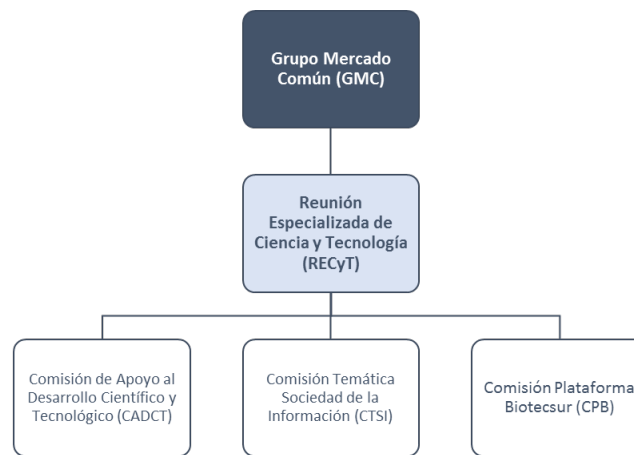 Grupo Mercado
Común (GMC)
Reunión
Especializada de
Ciencia y Tecnología
(RECyT)
Comisión de Apoyo al
Desarrollo Científico y
Tecnológico (CADCT)
Comisión Temática
Sociedad de la
Información (CTSI)
Comisión Plataforma
Biotecsur (CPB)